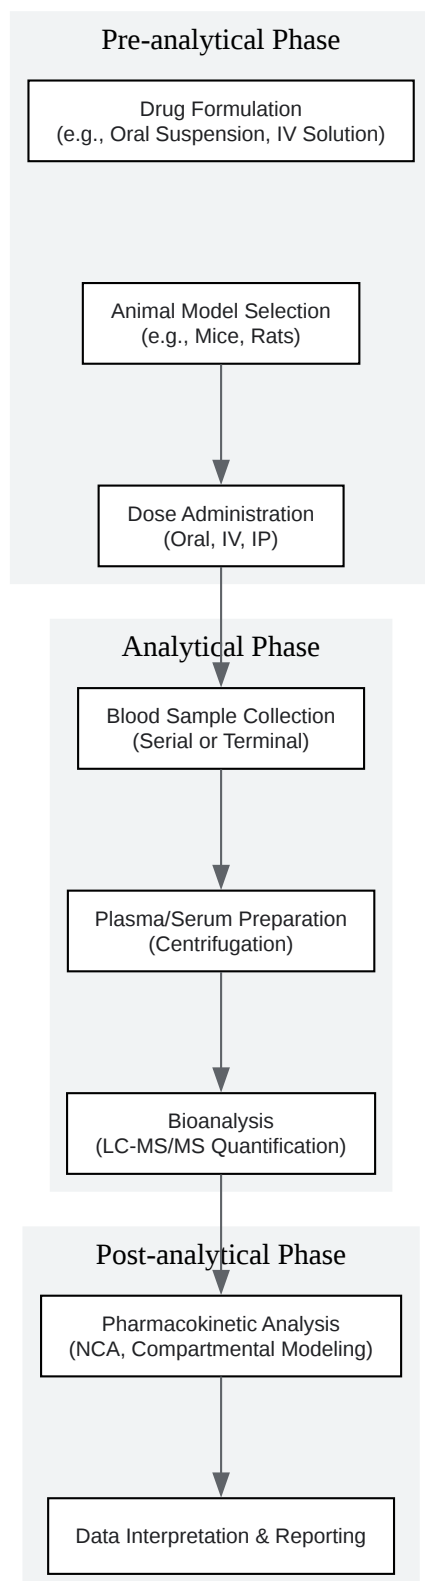 Pre-analytical Phase
Drug Formulation
(e.g., Oral Suspension, IV Solution)
Animal Model Selection
(e.g., Mice, Rats)
Dose Administration
(Oral, IV, IP)
Analytical Phase
Blood Sample Collection
(Serial or Terminal)
Plasma/Serum Preparation
(Centrifugation)
Bioanalysis
(LC-MS/MS Quantification)
Post-analytical Phase
Pharmacokinetic Analysis
(NCA, Compartmental Modeling)
Data Interpretation & Reporting